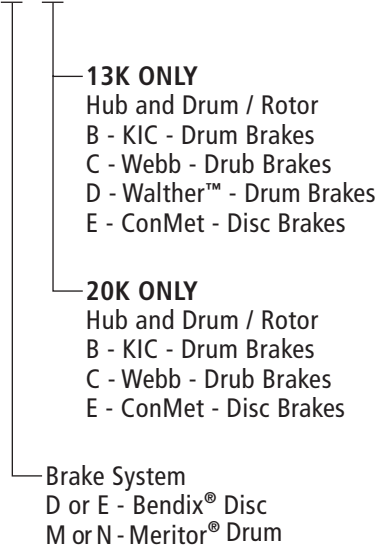 13K ONLY
Hub and Drum / Rotor
B - KIC - Drum Brakes
C - Webb - Drub Brakes
D - Walther™ - Drum Brakes
E - ConMet - Disc Brakes
20K ONLY
Hub and Drum / Rotor
B - KIC - Drum Brakes
C - Webb - Drub Brakes
E - ConMet - Disc Brakes
Brake System
D or E - Bendix® Disc
M or N - Meritor® Drum